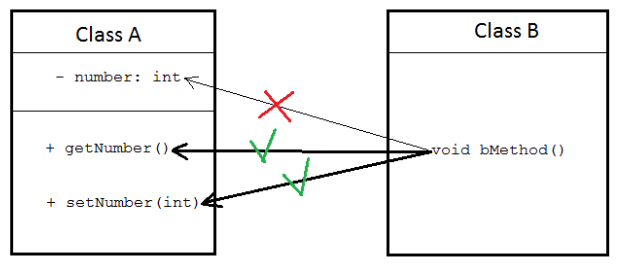 Class A
- number: int
+ getNumber()
+ setNumber(int)
Class B
void bMethod()